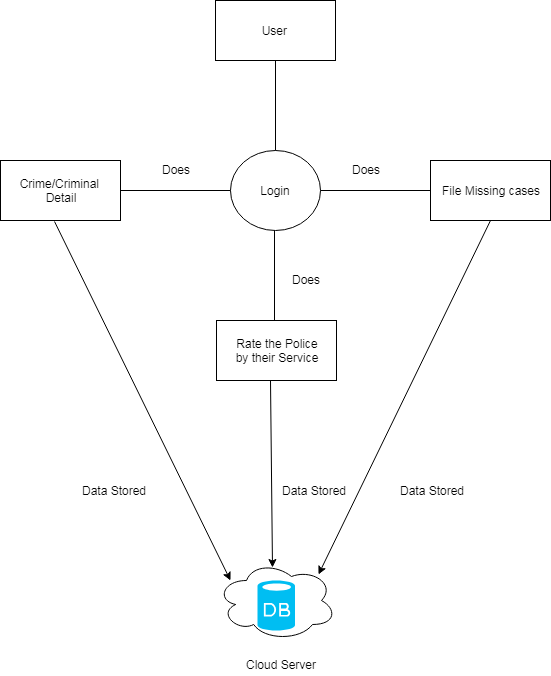 User
Does
Does
Crime/Criminal
Detail
Login
File Missing cases
Does
Rate the Police
by their Service
Data Stored
Data Stored
Data Stored
DB
Cloud Server